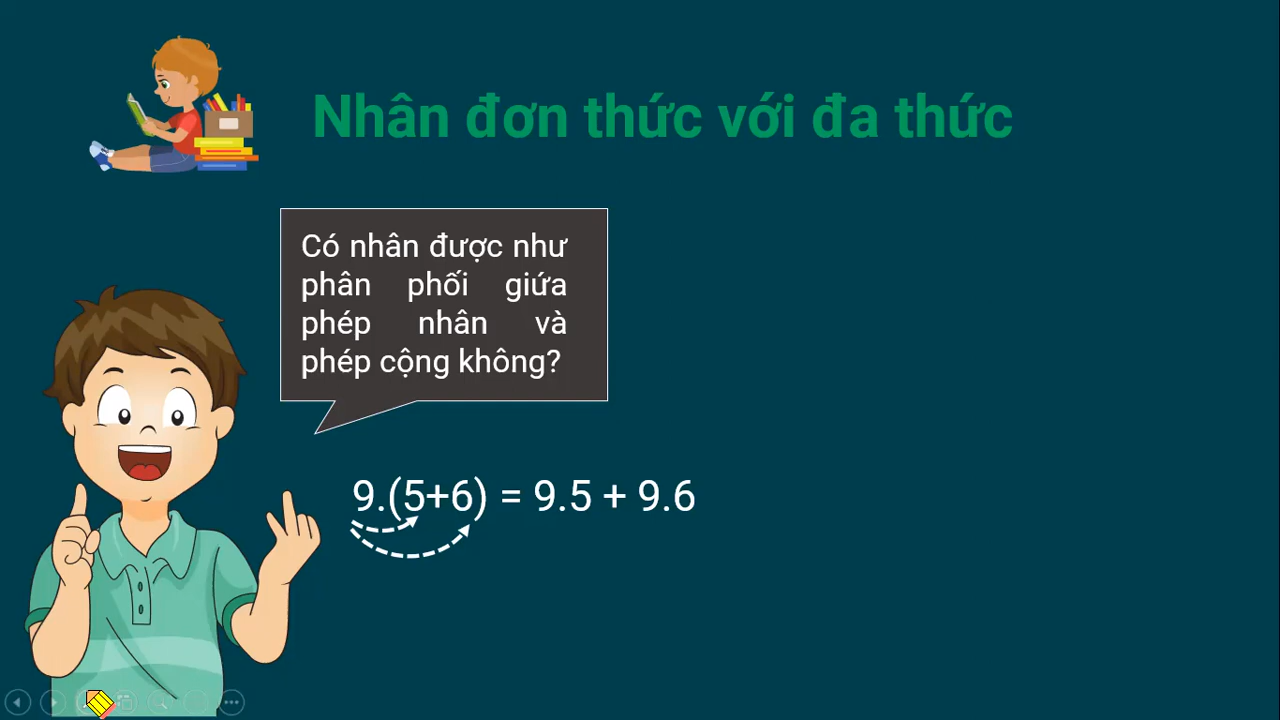 Nhân đơn thức với đa thức
Có nhân được như
phân phối giứa
phép nhân và
phép cộng không?
9.(5+6) = 9.5 + 9.6